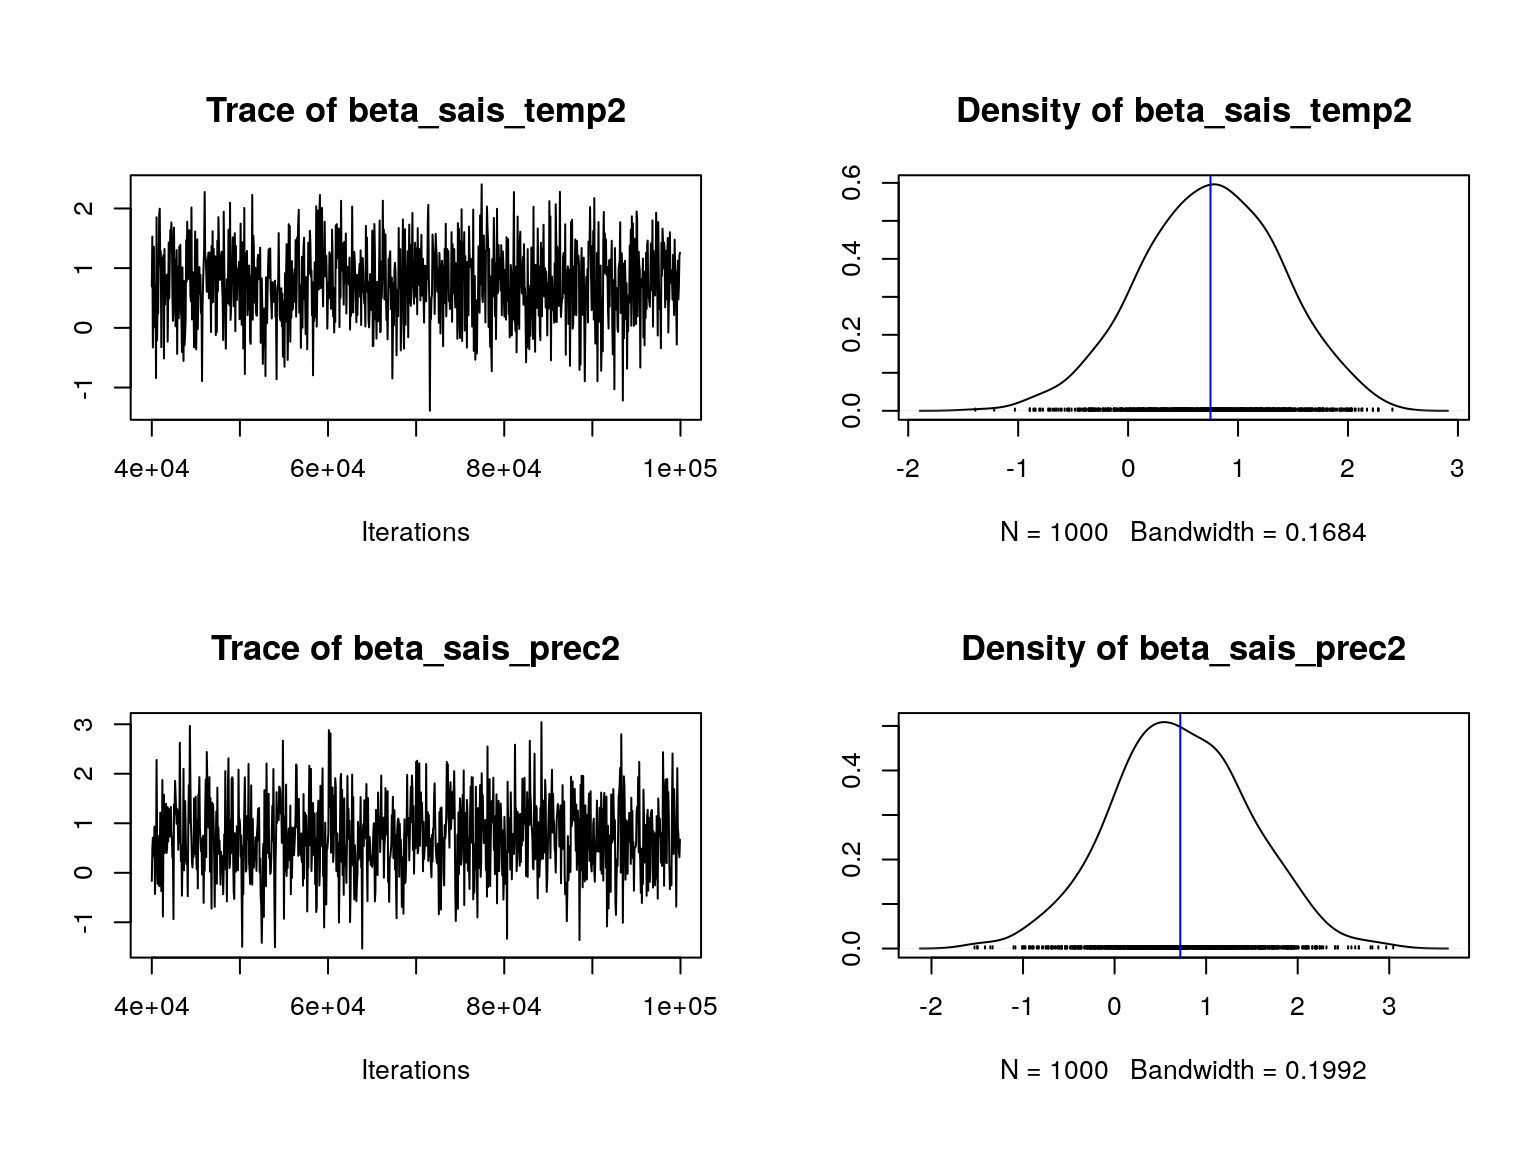 Trace of beta_sais_temp2
2
1
0
-1
4e+04 6e+04 8e+04 1e+05
Iterations
Density of beta_sais_temp2
0.6
0.4
0.2
0.0
-2 -1 0 1 2 3
N = 1000 Bandwidth = 0.1684
Trace of beta_sais_prec2
3
2
1
0
-1
4e+04 6e+04 8e+04 1e+05
Iterations
Density of beta_sais_prec2
0.4
0.2
0.0
-2 -1 0 1 2 3
N = 1000 Bandwidth = 0.1992